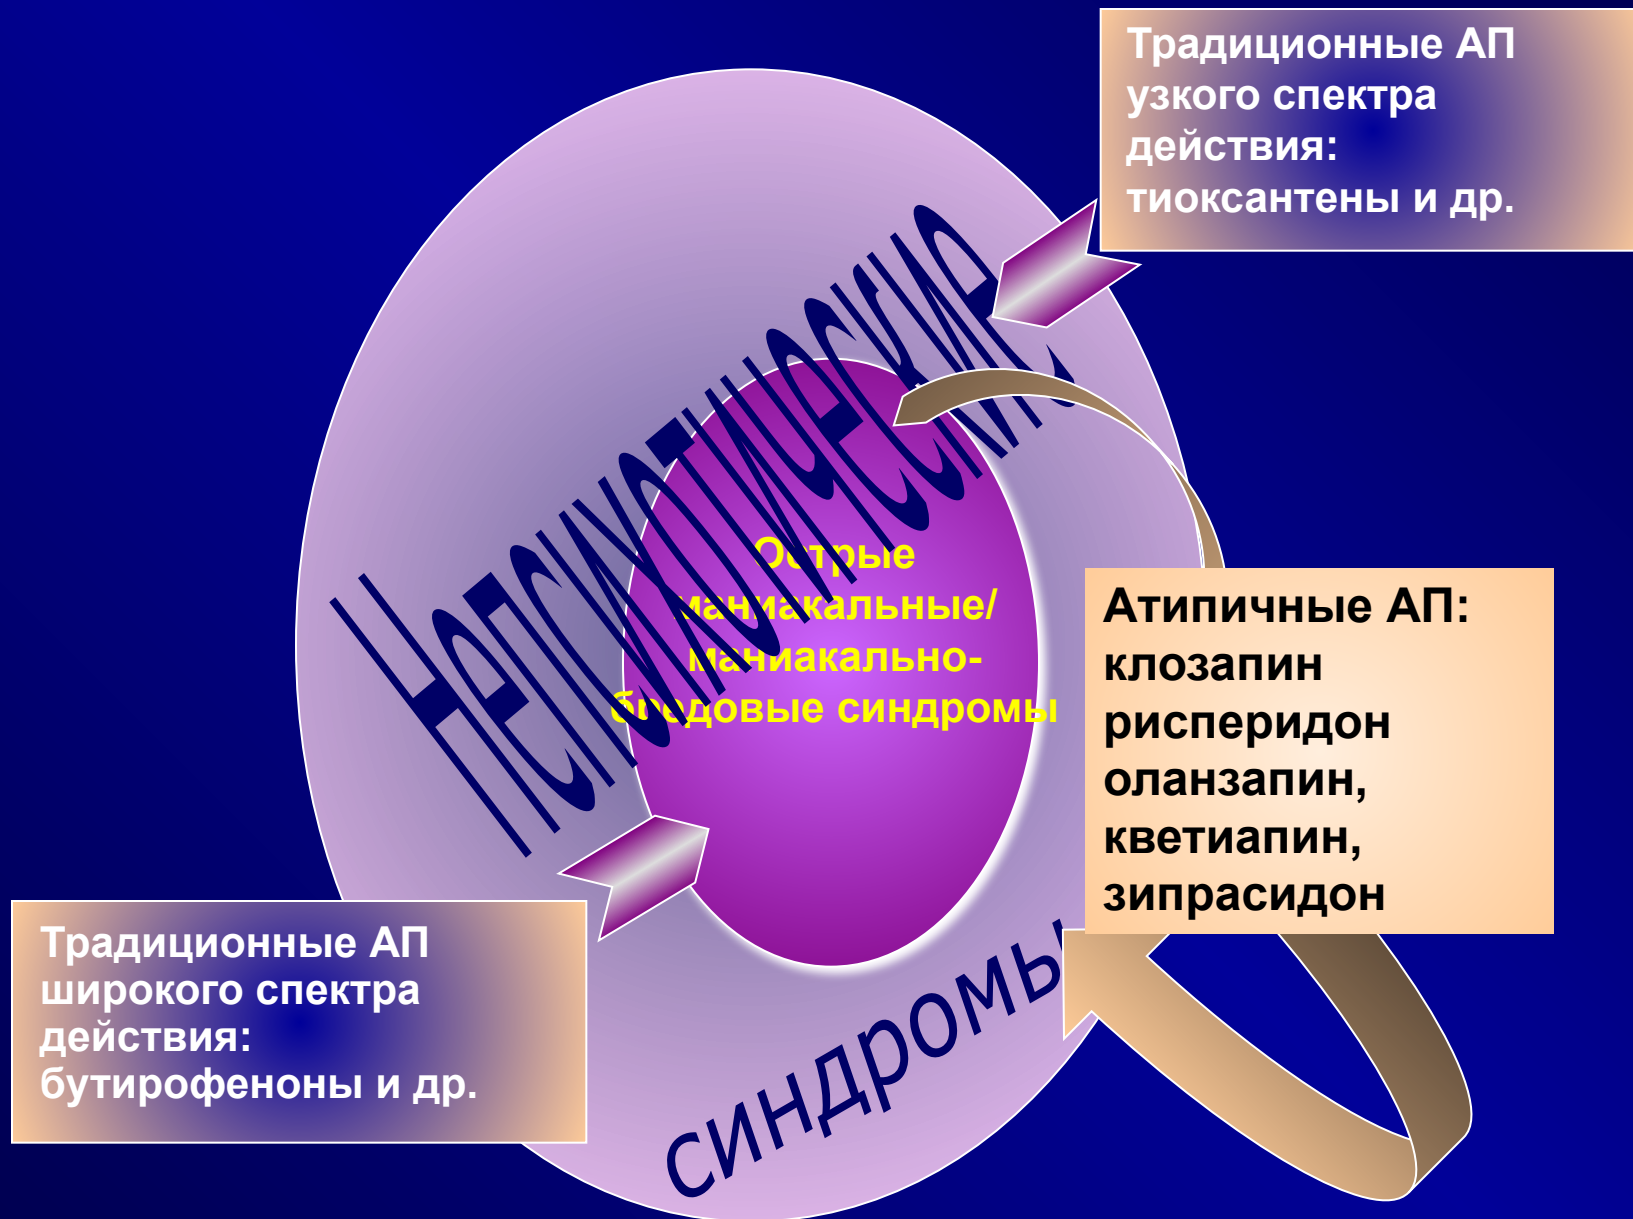 Традиционные АП
узкого спектра
действия:
тиоксантены и др.
Непсихотические
Острые
маниакальные/
маниакально-
бредовые синдромы
Атипичные АП:
клозапин
рисперидон
оланзапин,
кветиапин,
зипрасидон
Традиционные АП
широкого спектра
действия:
бутирофеноны и др.
синдромы